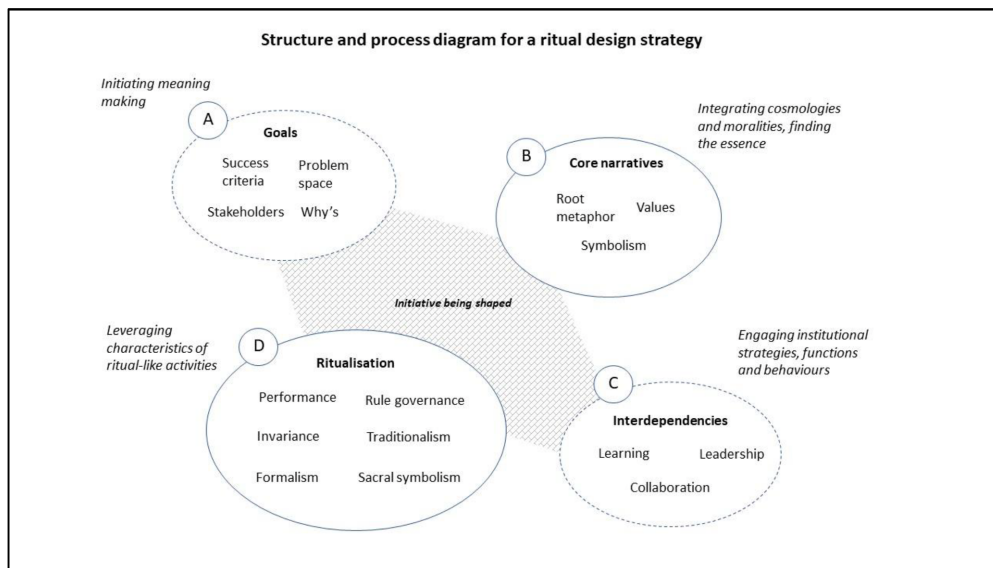 Structure and process diagram for a ritual design strategy
Initiating meaning
making
A
Goals
Success
criteria
Problem
space
Stakeholders
Why's
Integrating cosmologies
and moralities, finding
the essence
B
Core narratives
Root
metaphor
Values
Symbolism
Initiative being shaped
Leveraging
characteristics of
ritual-like activities
D
Ritualisation
Performance
Rule governance
Invariance
Traditionalism
Formalism
Sacral symbolism
Engaging institutional
strategies, functions
and behaviours
C
Interdependencies
Learning
Leadership
Collaboration